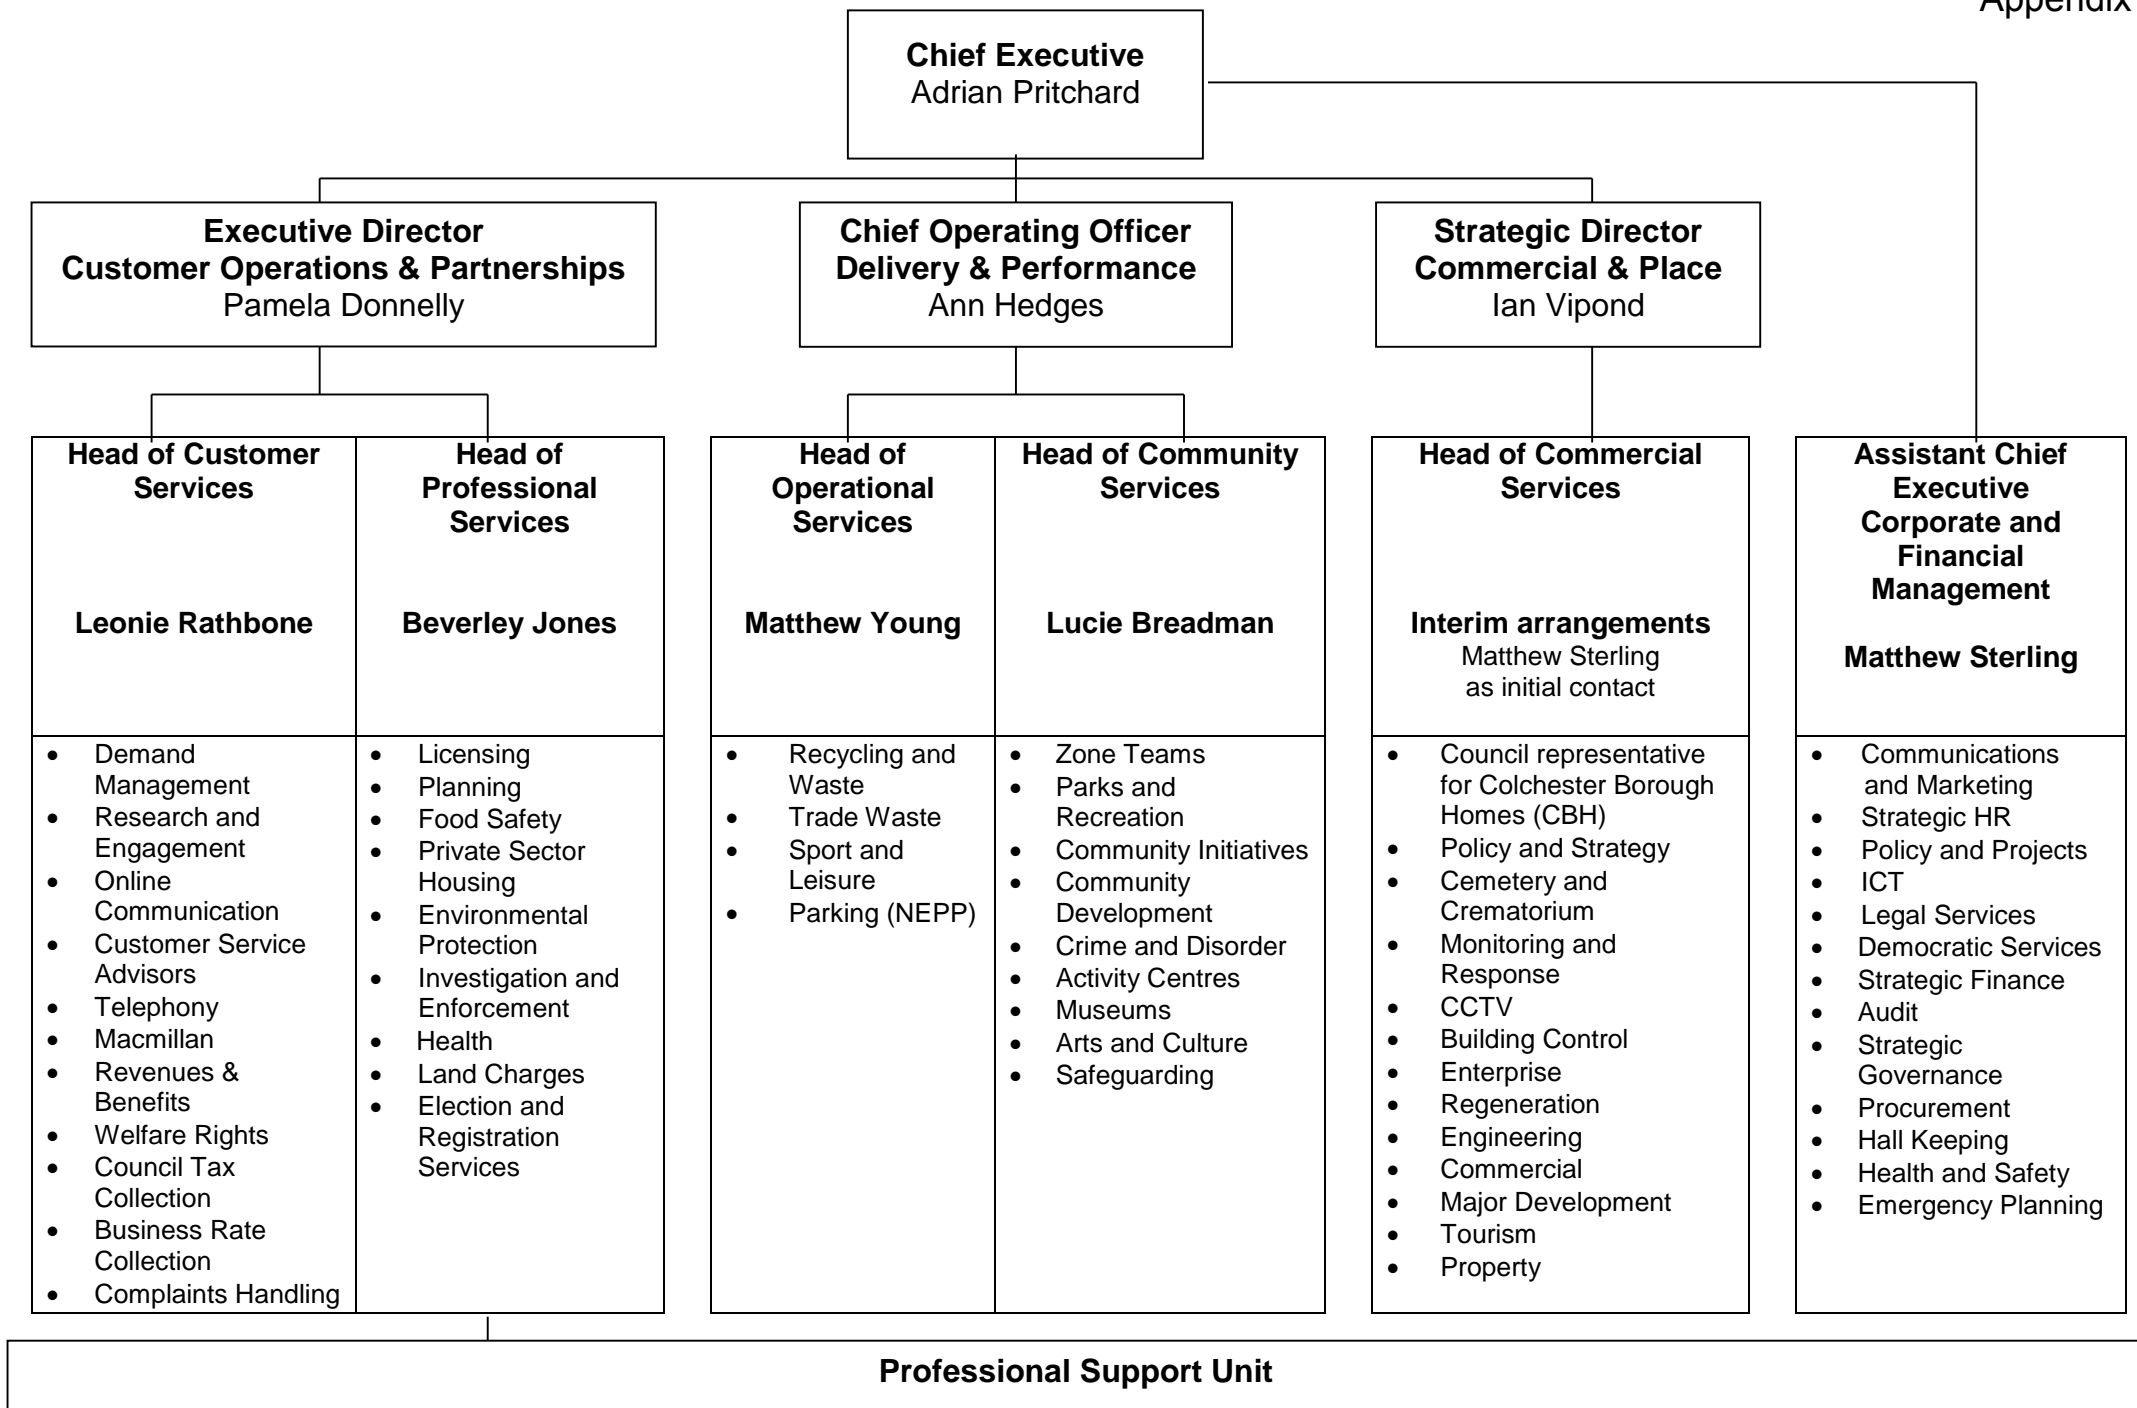 Appendix
Chief Executive
Adrian Pritchard
Executive Director
Customer Operations & Partnerships
Pamela Donnelly
Chief Operating Officer
Delivery & Performance
Ann Hedges
Strategic Director
Commercial & Place
Ian Vipond
Head of Customer
Services
Leonie Rathbone
Head of
Professional
Services
Beverley Jones
Head of
Operational
Services
Matthew Young
Head of Community
Services
Lucie Breadman
Head of Commercial
Services
Interim arrangements
Matthew Sterling
as initial contact
Assistant Chief
Executive
Corporate and
Financial
Management
Matthew Sterling
• Demand
Management
• Research and
Engagement
• Online
Communication
• Customer Service
Advisors
• Telephony
• Macmillan
• Revenues &
Benefits
• Welfare Rights
• Council Tax
Collection
• Business Rate
Collection
• Complaints Handling
• Licensing
• Planning
• Food Safety
• Private Sector
Housing
• Environmental
Protection
• Investigation and
Enforcement
• Health
• Land Charges
• Election and
Registration
Services
• Recycling and
Waste
• Trade Waste
• Sport and
Leisure
• Parking (NEPP)
• Zone Teams
• Parks and
Recreation
• Community Initiatives
• Community
Development
• Crime and Disorder
• Activity Centres
• Museums
• Arts and Culture
• Safeguarding
• Council representative
for Colchester Borough
Homes (CBH)
• Policy and Strategy
• Cemetery and
Crematorium
• Monitoring and
Response
• CCTV
• Building Control
• Enterprise
• Regeneration
• Engineering
• Commercial
• Major Development
• Tourism
• Property
• Communications
and Marketing
• Strategic HR
• Policy and Projects
• ICT
• Legal Services
• Democratic Services
• Strategic Finance
• Audit
• Strategic
Governance
• Procurement
• Hall Keeping
• Health and Safety
• Emergency Planning
Professional Support Unit